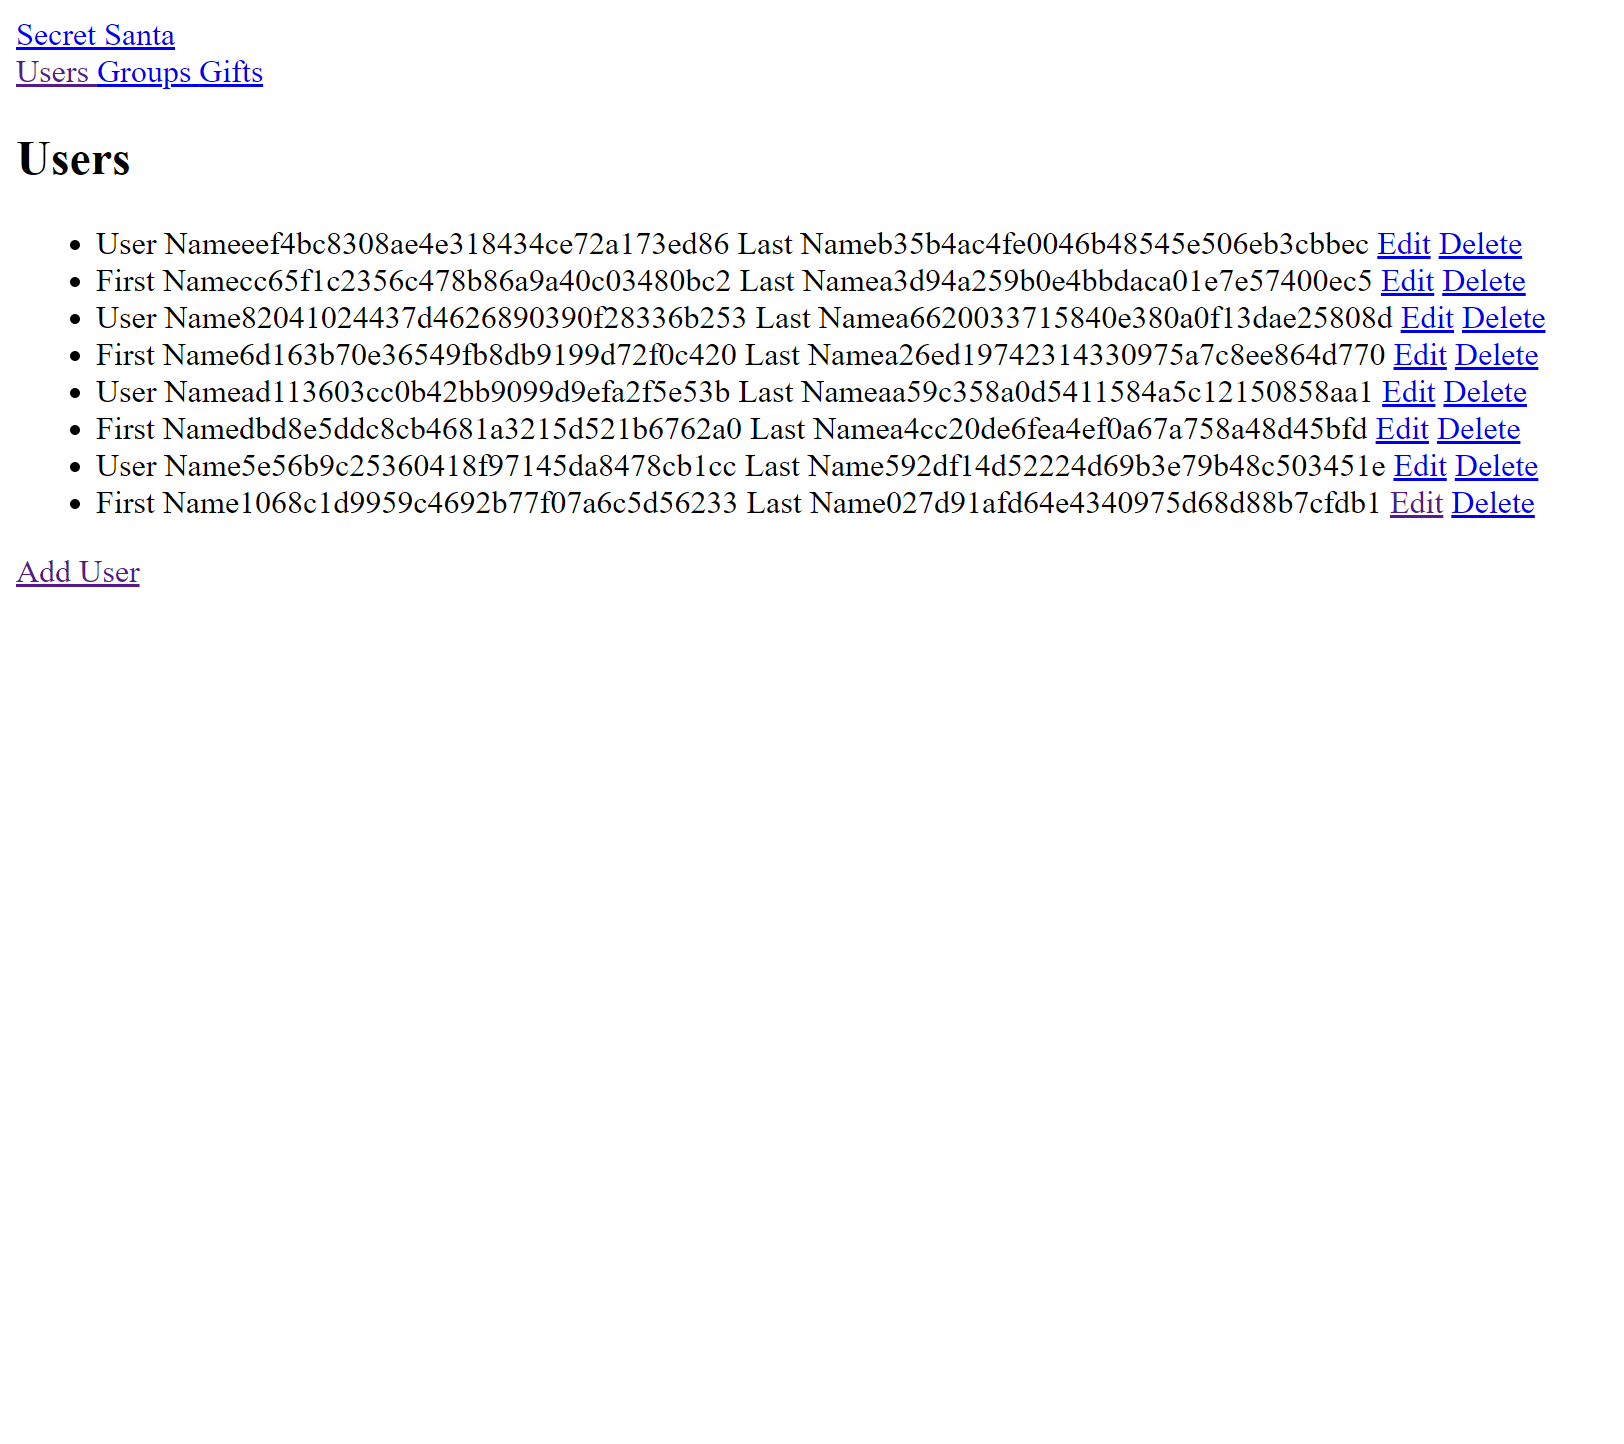 Secret Santa
Users Groups Gifts
Users
User Nameeef4bc8308ae4e318434ce72a173ed86 Last Nameb35b4ac4fe0046b48545e506eb3cbbec Edit Delete
First Namecc65f1c2356c478b86a9a40c03480bc2 Last Namea3d94a259b0e4bbdaca01e7e57400ec5 Edit Delete
User Name82041024437d4626890390f28336b253 Last Namea6620033715840e380a0f13dae25808d Edit Delete
First Name6d163b70e36549fb8db9199d72f0c420 Last Namea26ed19742314330975a7c8ee864d770 Edit Delete
User Namead113603cc0b42bb9099d9efa2f5e53b Last Nameaa59c358a0d5411584a5c12150858aa1 Edit Delete
First Namedbd8e5ddc8cb4681a3215d521b6762a0 Last Namea4cc20de6fea4ef0a67a758a48d45bfd Edit Delete
User Name5e56b9c25360418f97145da8478cb1cc Last Name592df14d52224d69b3e79b48c503451e Edit Delete
First Name1068c1d9959c4692b77f07a6c5d56233 Last Name027d91afd64e4340975d68d88b7cfdb1 Edit Delete
Add User